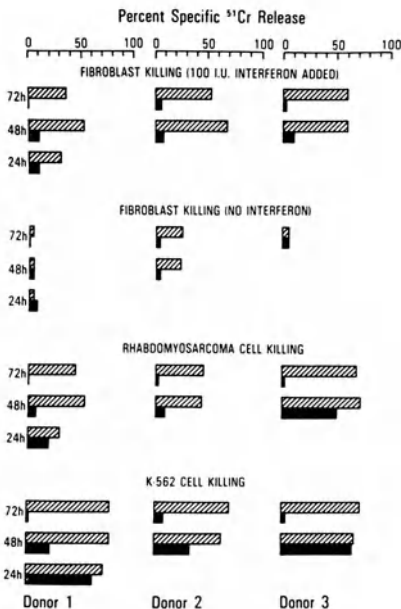 Percent Specific ⁵¹Cr Release
0 50 100 0 50 100 0 50 100
FIBROBLAST KILLING (100 I.U. INTERFERON ADDED)
72h
48h
24h
FIBROBLAST KILLING (NO INTERFERON)
72h
48h
24h
RHABDOMYOSARCOMA CELL KILLING
72h
48h
24h
K-562 CELL KILLING
72h
48h
24h
Donor 1 Donor 2 Donor 3